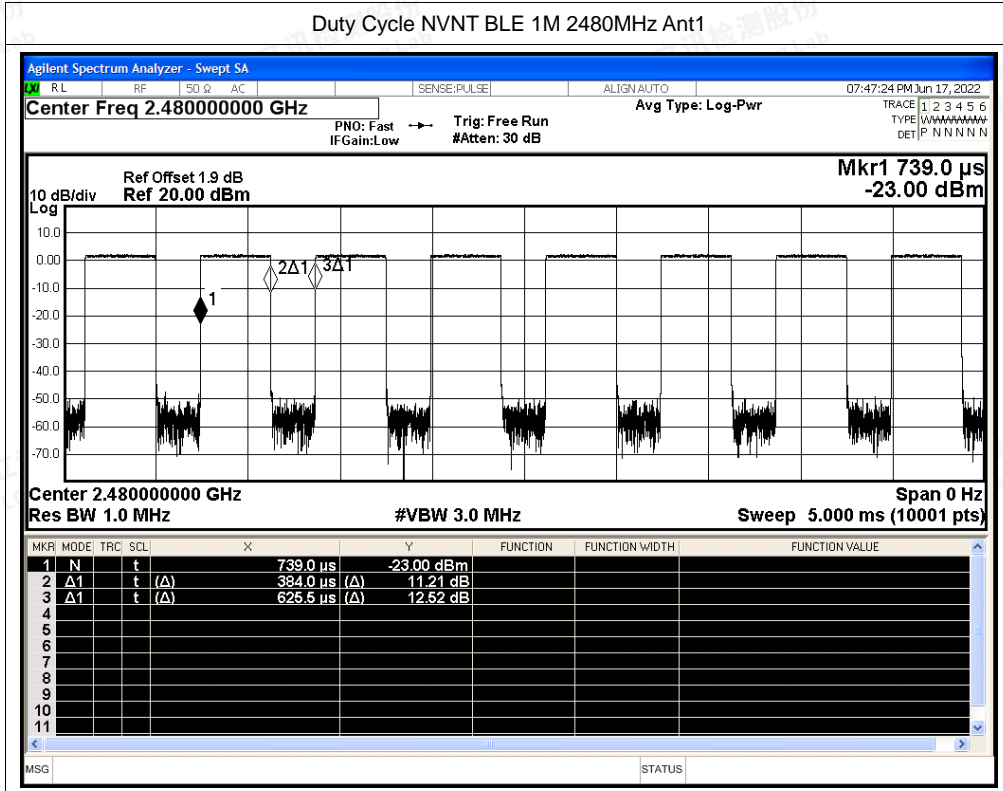 Duty Cycle NVNT BLE 1M 2480MHz Ant1
Agilent Spectrum Analyzer - Swept SA
LXI RL RF 50 Ω AC SENSE:PULSE ALIGN AUTO 07:47:24 PM Jun 17, 2022
Center Freq 2.480000000 GHz Avg Type: Log-Pwr TRACE 1 2 3 4 5 6
PNO: Fast Trig: Free Run TYPE WWWWWW
IFGain:Low #Atten: 30 dB DET P N N N N N
Mkr1 739.0 µs
Ref Offset 1.9 dB
10 dB/div Ref 20.00 dBm -23.00 dBm
Log
10.0
0.00
2Δ1 3Δ1
-10.0
1
-20.0
-30.0
-40.0
-50.0
-60.0
-70.0
Center 2.480000000 GHz Span 0 Hz
Res BW 1.0 MHz #VBW 3.0 MHz Sweep 5.000 ms (10001 pts)
MKR MODE TRC SCL X Y FUNCTION FUNCTION WIDTH FUNCTION VALUE
1 N t 739.0 µs -23.00 dBm
2 Δ1 t (Δ) 384.0 µs (Δ) 11.21 dB
3 Δ1 t (Δ) 625.5 µs (Δ) 12.52 dB
4
5
6
7
8
9
10
11
MSG STATUS